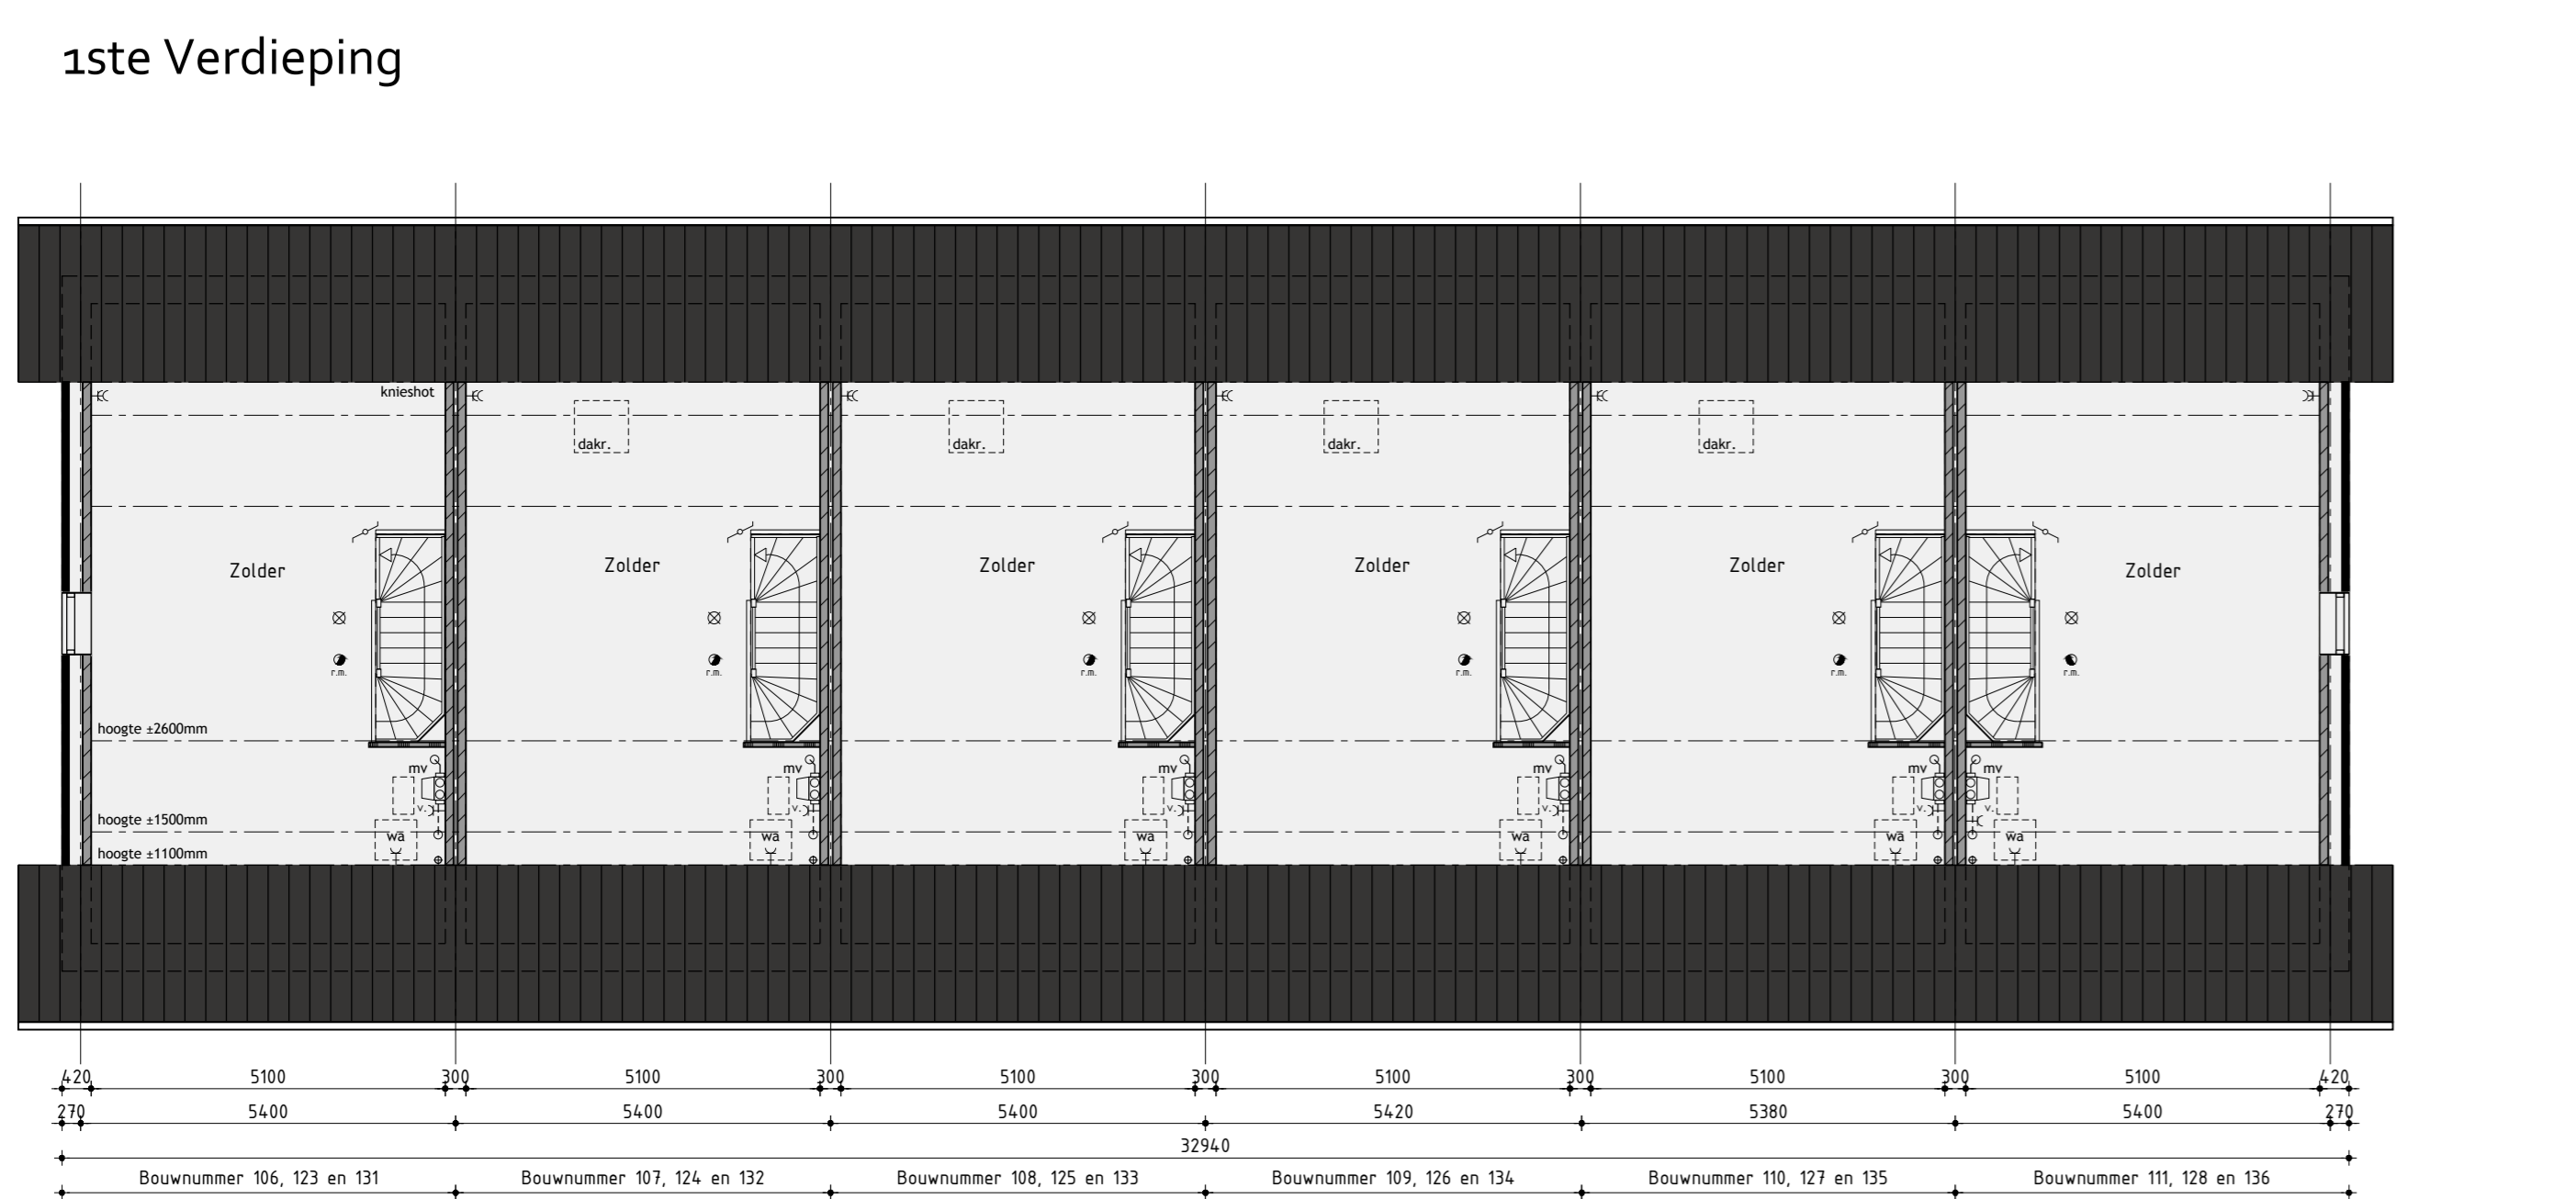 1ste Verdieping
knieshot
dakr. dakr. dakr. dakr.
Zolder Zolder Zolder Zolder Zolder Zolder
r.m. r.m. r.m. r.m. r.m. r.m.
hoogte ±2600mm
mv mv mv mv mv mv
v. v. v. v. v. v.
hoogte ±1500mm
wa wa wa wa wa wa
hoogte ±1100mm
420 5100 300 5100 300 5100 300 5100 300 5100 300 5100 420
270 5400 5400 5400 5420 5380 5400 270
32940
Bouwnummer 106, 123 en 131 Bouwnummer 107, 124 en 132 Bouwnummer 108, 125 en 133 Bouwnummer 109, 126 en 134 Bouwnummer 110, 127 en 135 Bouwnummer 111, 128 en 136